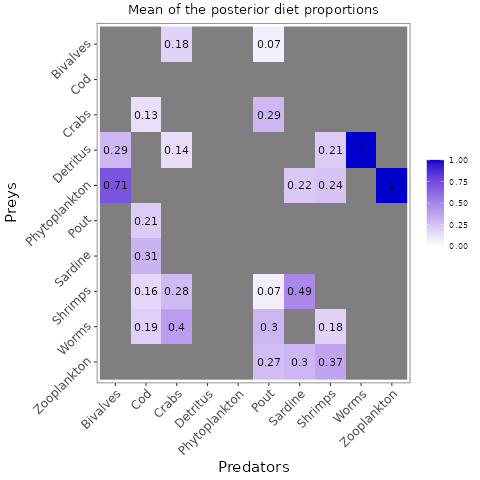 Mean of the posterior diet proportions
Preys
Bivalves 0.18 0.07
Cod
Crabs 0.13 0.29
Detritus 0.29 0.14 0.21 1
Phytoplankton 0.71 0.22 0.24 1
Pout 0.21
Sardine 0.31
Shrimps 0.16 0.28 0.07 0.49
Worms 0.19 0.4 0.3 0.18
Zooplankton 0.27 0.3 0.37
Bivalves Cod Crabs Detritus Phytoplankton Pout Sardine Shrimps Worms Zooplankton
Predators
1.00
0.75
0.50
0.25
0.00